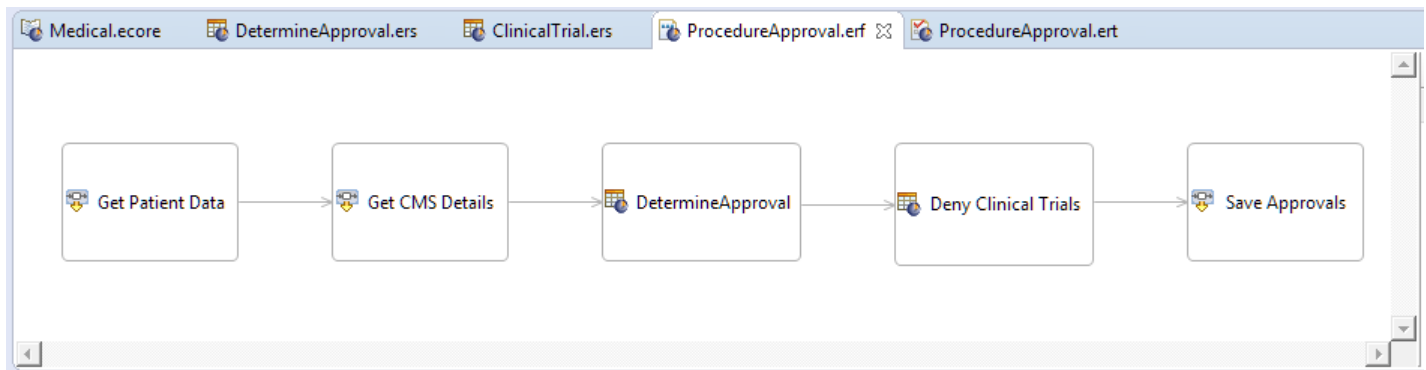 Medical.ecore DetermineApproval.ers ClinicalTrial.ers ProcedureApproval.erf ProcedureApproval.ert
Get Patient Data Get CMS Details DetermineApproval Deny Clinical Trials Save Approvals